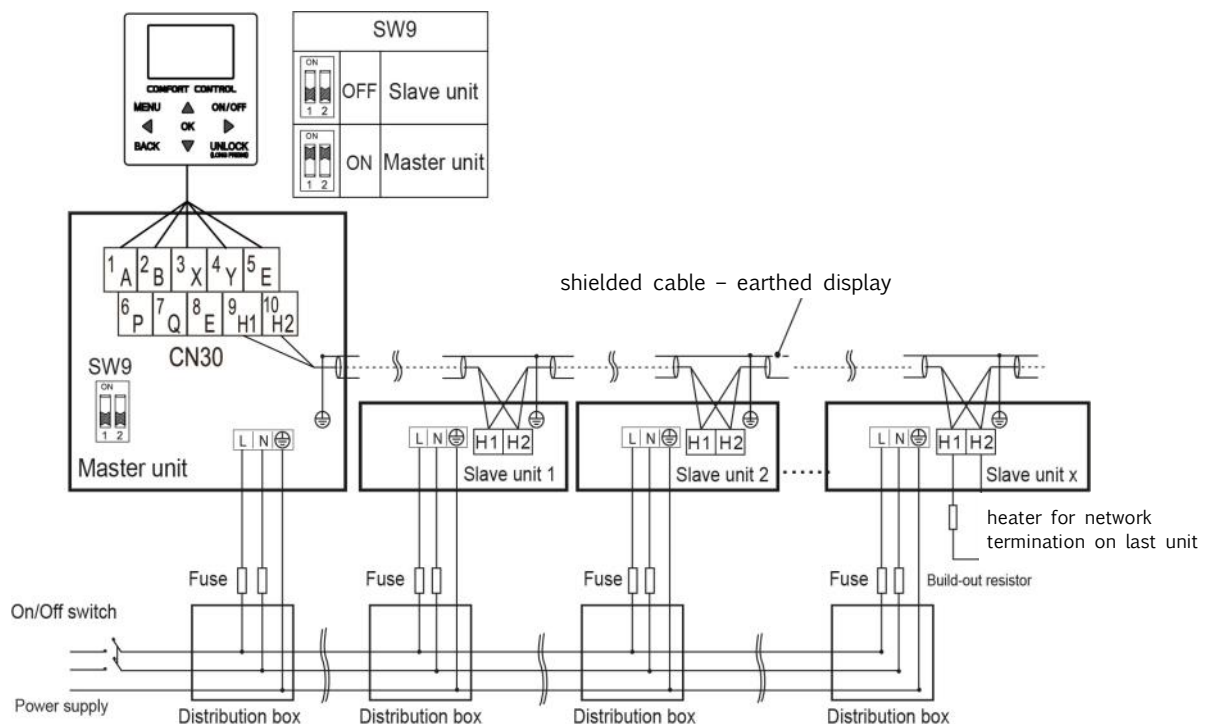 COMFORT CONTROL
MENU ON/OFF
OK
BACK UNLOCK
(LONG PRESS)
SW9
ON
1 2
OFF
Slave unit
ON
1 2
ON
Master unit
1 A 2 B 3 X 4 Y 5 E
6 P 7 Q 8 E 9 H1 10 H2
CN30
SW9
ON
1 2
L N
Master unit
shielded cable – earthed display
L N H1 H2
Slave unit 1
L N H1 H2
Slave unit 2
L N H1 H2
Slave unit x
heater for network
termination on last unit
Build-out resistor
Fuse
Fuse
Fuse
Fuse
On/Off switch
Power supply
Distribution box
Distribution box
Distribution box
Distribution box